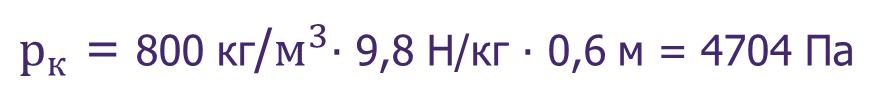 pк = 800 кг/м³· 9,8 Н/кг · 0,6 м = 4704 Па